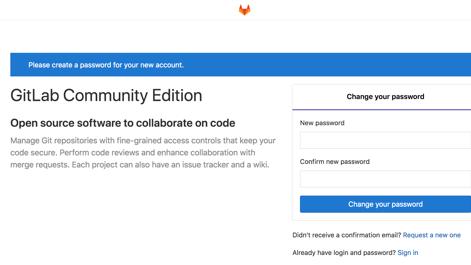 Please create a password for your new account.
GitLab Community Edition
Open source software to collaborate on code
Manage Git repositories with fine-grained access controls that keep your
code secure. Perform code reviews and enhance collaboration with
merge requests. Each project can also have an issue tracker and a wiki.
Change your password
New password
Confirm new password
Change your password
Didn't receive a confirmation email? Request a new one
Already have login and password? Sign in